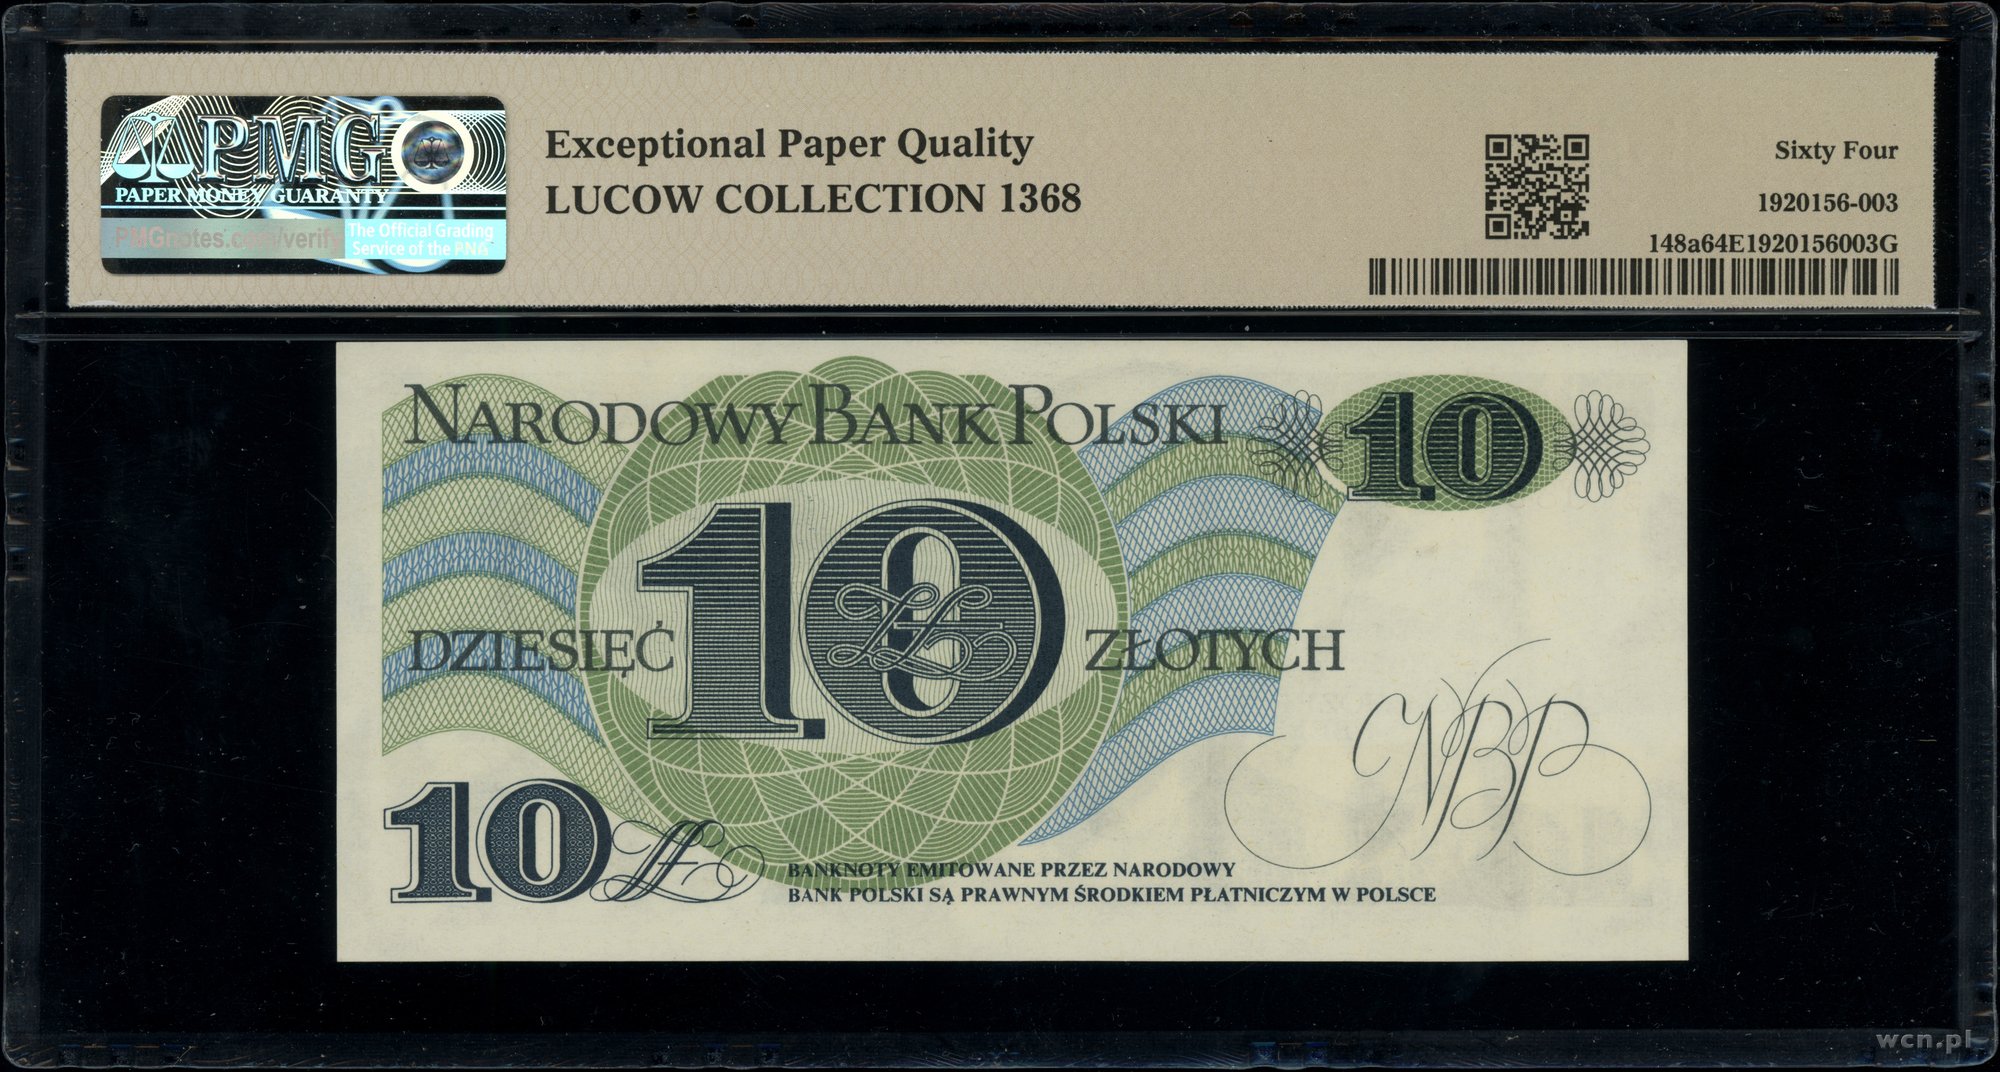 PMG
PAPER MONEY GUARANTY
PMGnotes.com/verify
The Official Grading
Service of the PNA
Exceptional Paper Quality
LUCOW COLLECTION 1368
Sixty Four
1920156-003
148a64E1920156003G
NARODOWY BANK POLSKI
10
10
DZIESIĘĆ
ZŁOTYCH
NBP
10 ZŁ
BANKNOTY EMITOWANE PRZEZ NARODOWY
BANK POLSKI SĄ PRAWNYM ŚRODKIEM PŁATNICZYM W POLSCE
wcn.pl